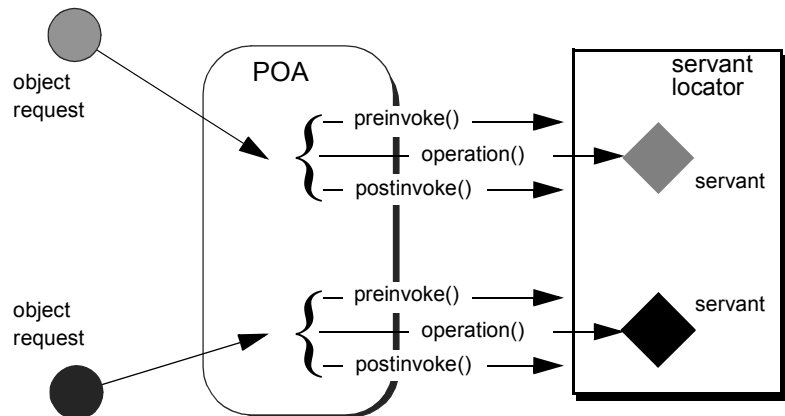 object
request
POA
servant
locator
preinvoke()
operation()
postinvoke()
servant
object
request
preinvoke()
operation()
postinvoke()
servant